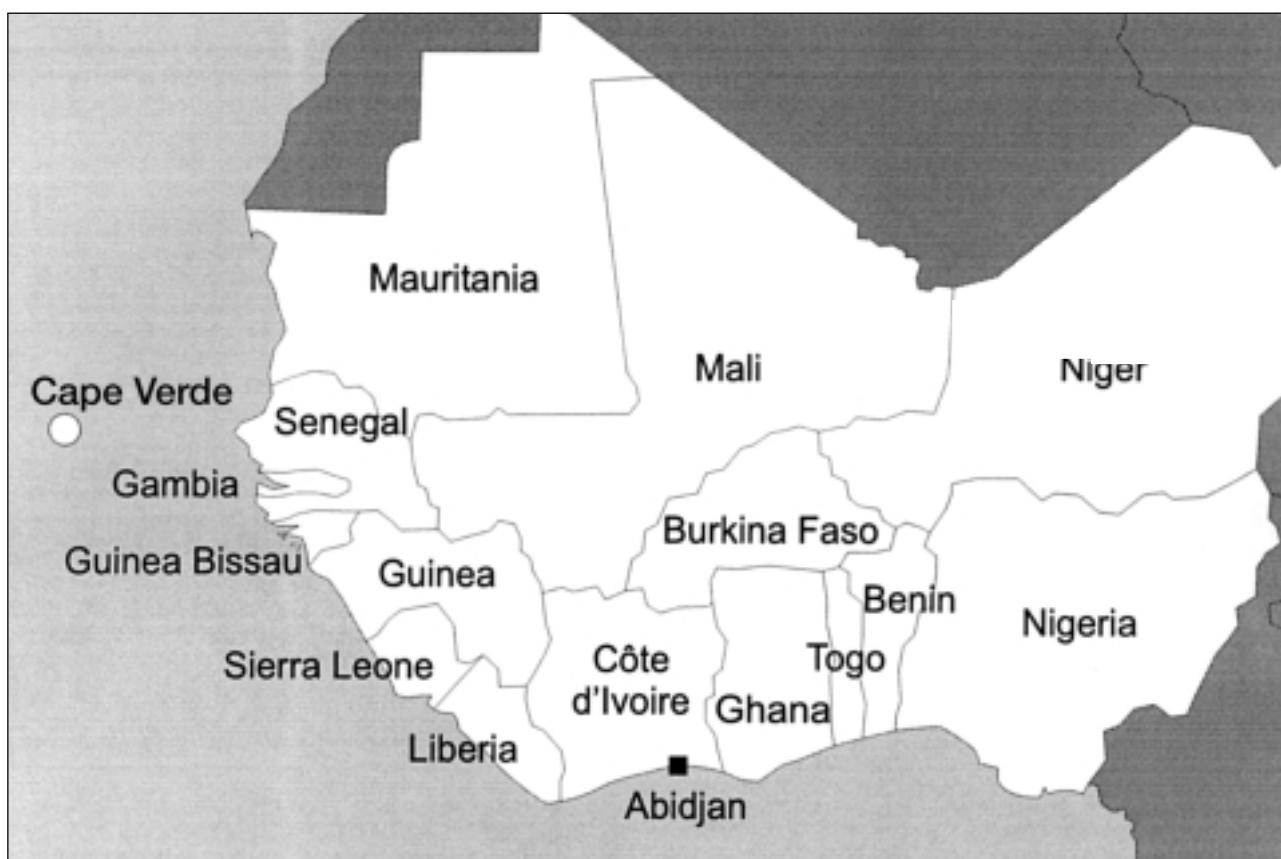 Mauritania
Mali
Niger
Cape Verde
Senegal
Gambia
Burkina Faso
Guinea Bissau
Guinea
Benin
Nigeria
Sierra Leone
Côte
d'Ivoire
Togo
Ghana
Liberia
Abidjan